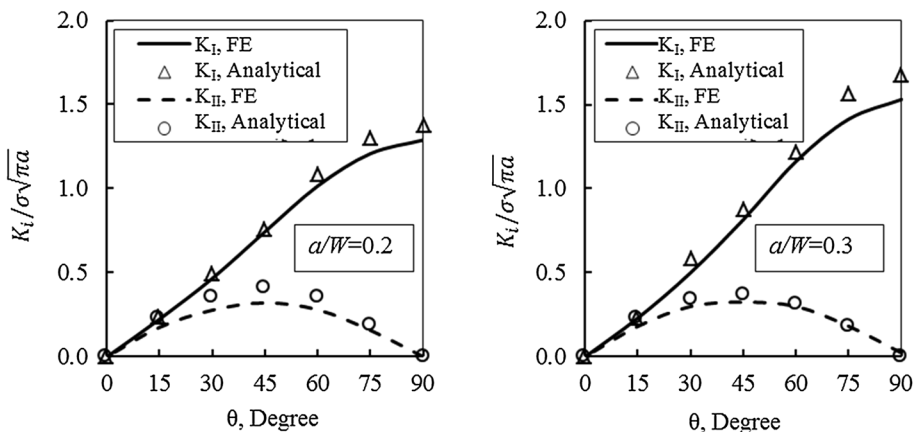 2.0
1.5
1.0
0.5
0.0
K_I, FE
K_I, Analytical
K_II, FE
K_II, Analytical
a/W=0.2
0 15 30 45 60 75 90
θ, Degree
K_i/σ√πa
2.0
1.5
1.0
0.5
0.0
K_I, FE
K_I, Analytical
K_II, FE
K_II, Analytical
a/W=0.3
0 15 30 45 60 75 90
θ, Degree
K_i/σ√πa